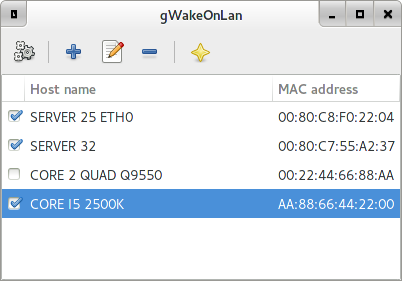 gWakeOnLan
Host name MAC address
SERVER 25 ETH0 00:80:C8:F0:22:04
SERVER 32 00:80:C7:55:A2:37
CORE 2 QUAD Q9550 00:22:44:66:88:AA
CORE I5 2500K AA:88:66:44:22:00